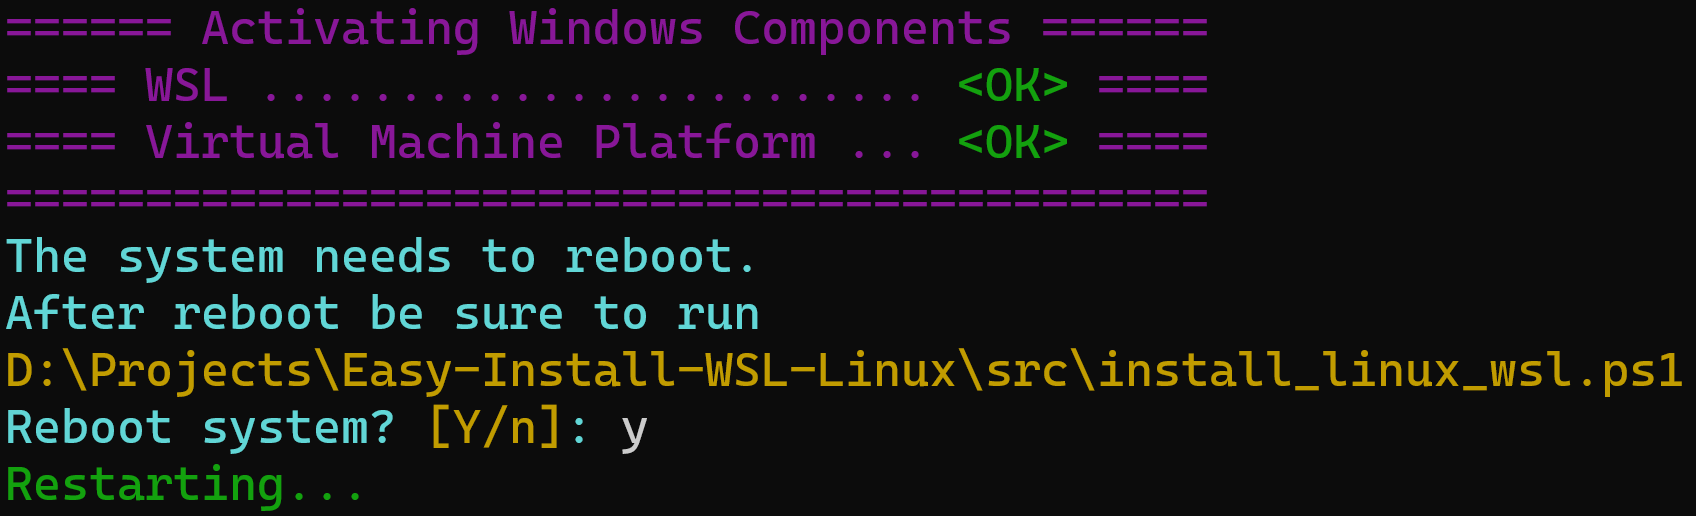 ====== Activating Windows Components ======
==== WSL ........................ <OK> ====
==== Virtual Machine Platform ... <OK> ====
===========================================
The system needs to reboot.
After reboot be sure to run
D:\Projects\Easy-Install-WSL-Linux\src\install_linux_wsl.ps1
Reboot system? [Y/n]: y
Restarting...